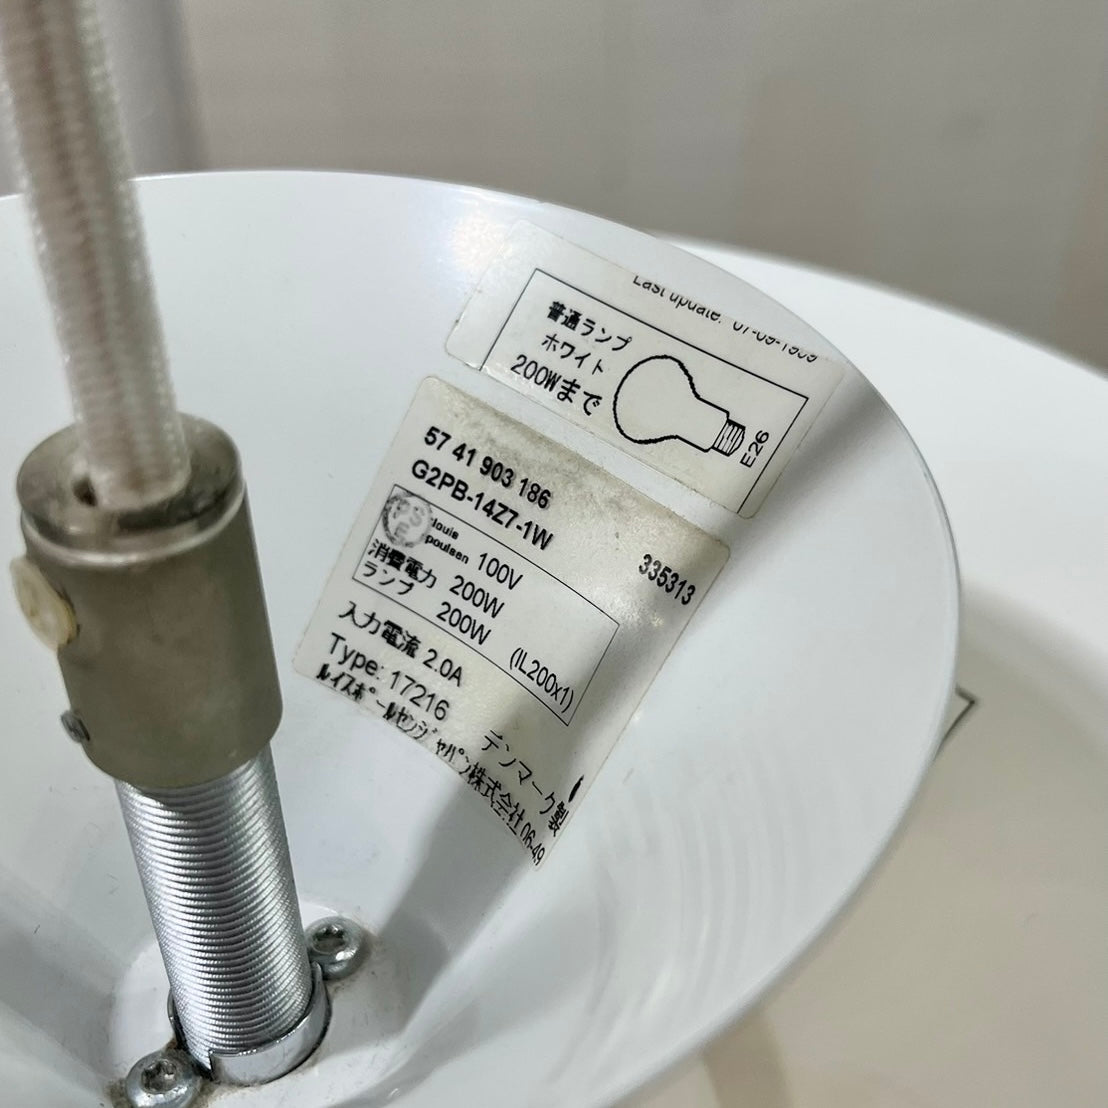 Last update: 07-09-1999
普通ランプ
ホワイト
200Wまで
E26
57 41 903 186
G2PB-14Z7-1W
335313
PSE
louis
poulsen 100V
消費電力 200W
ランプ 200W (IL200x1)
入力電流 2.0A
Type: 17216
デンマーク製
ルイスポールセンジャパン株式会社 06-49